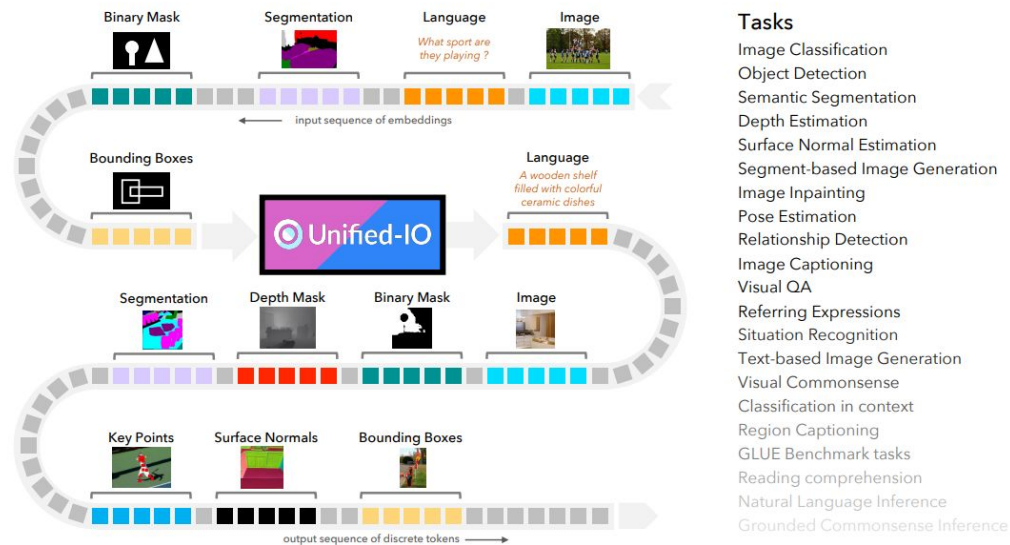 Binary Mask
Segmentation
Language
Image
What sport are
they playing ?
input sequence of embeddings
Bounding Boxes
Language
A wooden shelf
filled with colorful
ceramic dishes
Unified-IO
Segmentation
Depth Mask
Binary Mask
Image
Key Points
Surface Normals
Bounding Boxes
output sequence of discrete tokens
Tasks
Image Classification
Object Detection
Semantic Segmentation
Depth Estimation
Surface Normal Estimation
Segment-based Image Generation
Image Inpainting
Pose Estimation
Relationship Detection
Image Captioning
Visual QA
Referring Expressions
Situation Recognition
Text-based Image Generation
Visual Commonsense
Classification in context
Region Captioning
GLUE Benchmark tasks
Reading comprehension
Natural Language Inference
Grounded Commonsense Inference